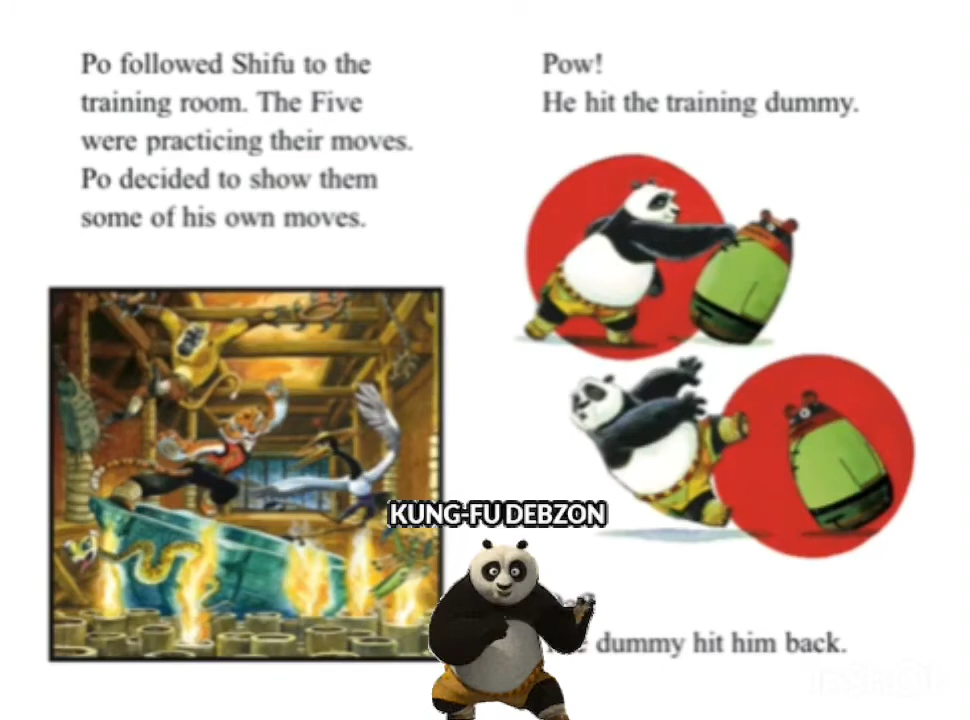 Po followed Shifu to the
training room. The Five
were practicing their moves.
Po decided to show them
some of his own moves.
Pow!
He hit the training dummy.
KUNG-FU DEBZON
dummy hit him back.